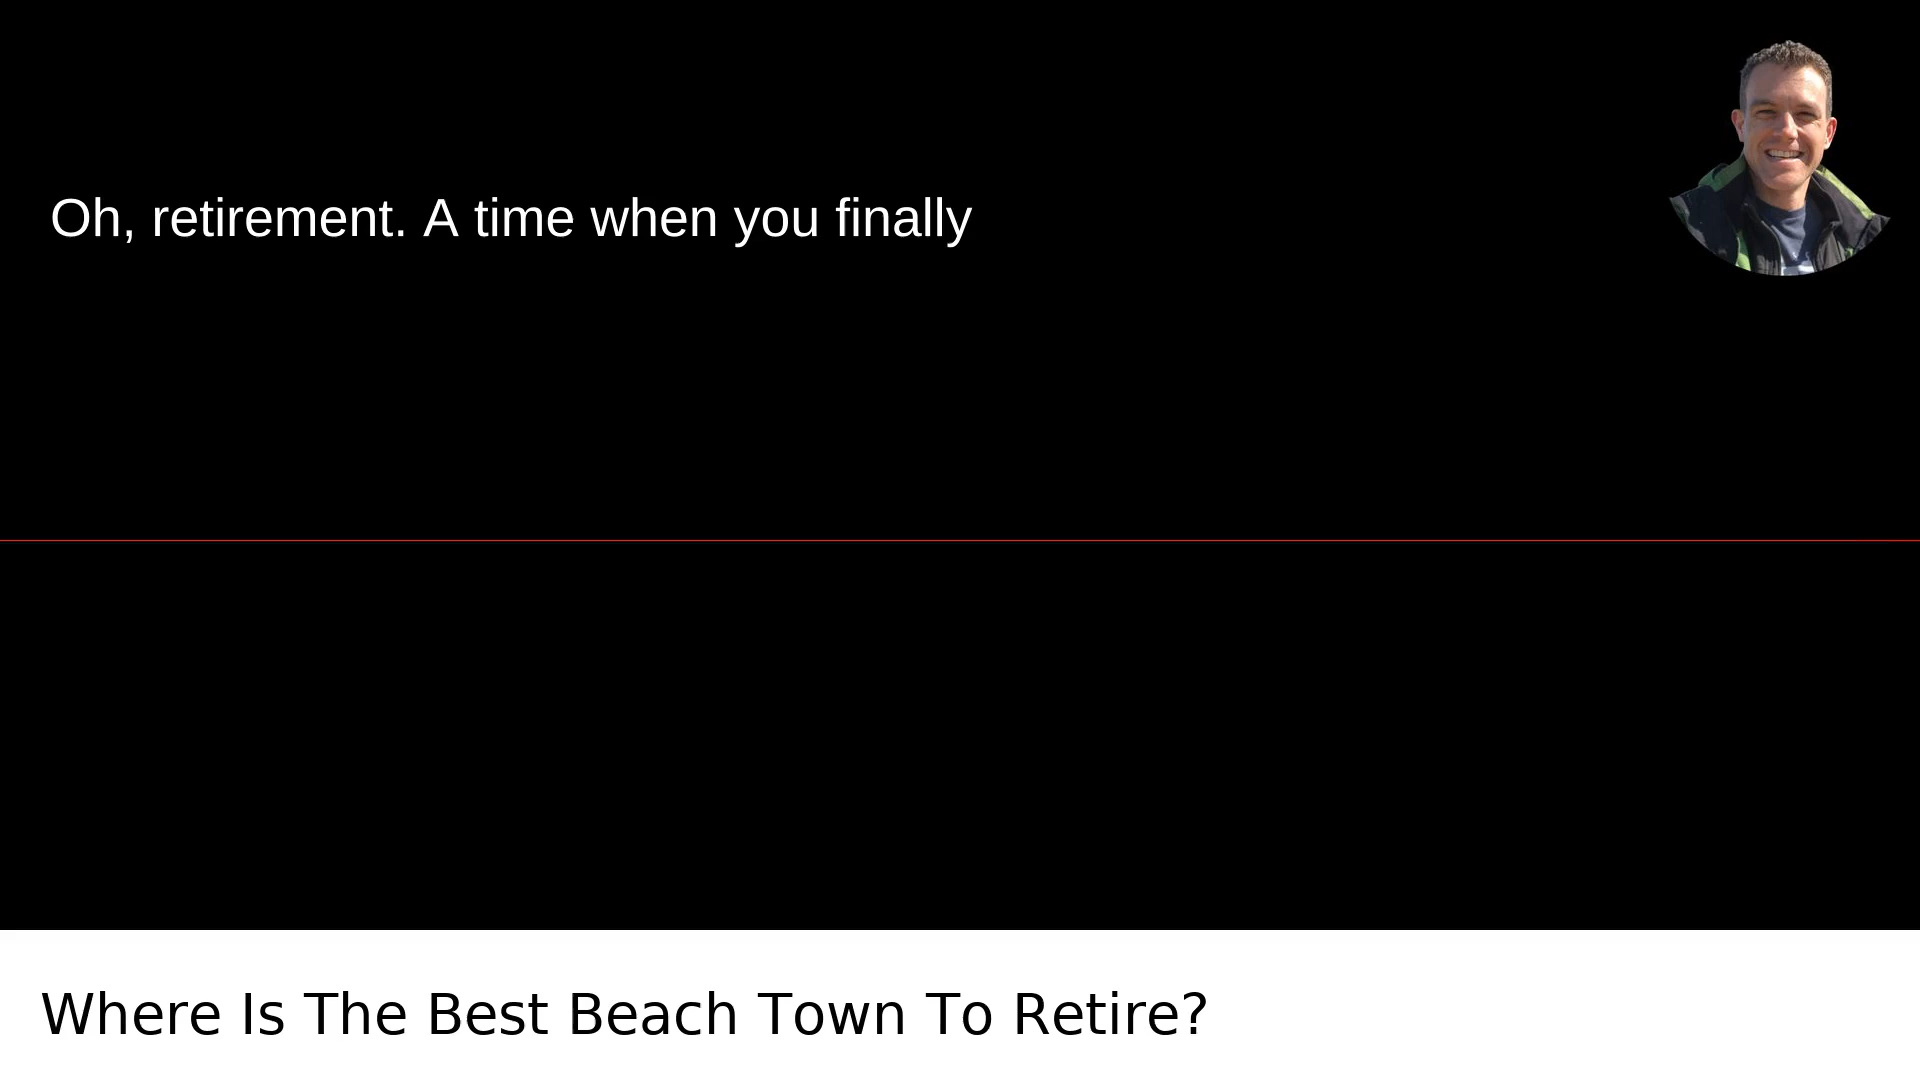 Oh, retirement. A time when you finally
Where Is The Best Beach Town To Retire?